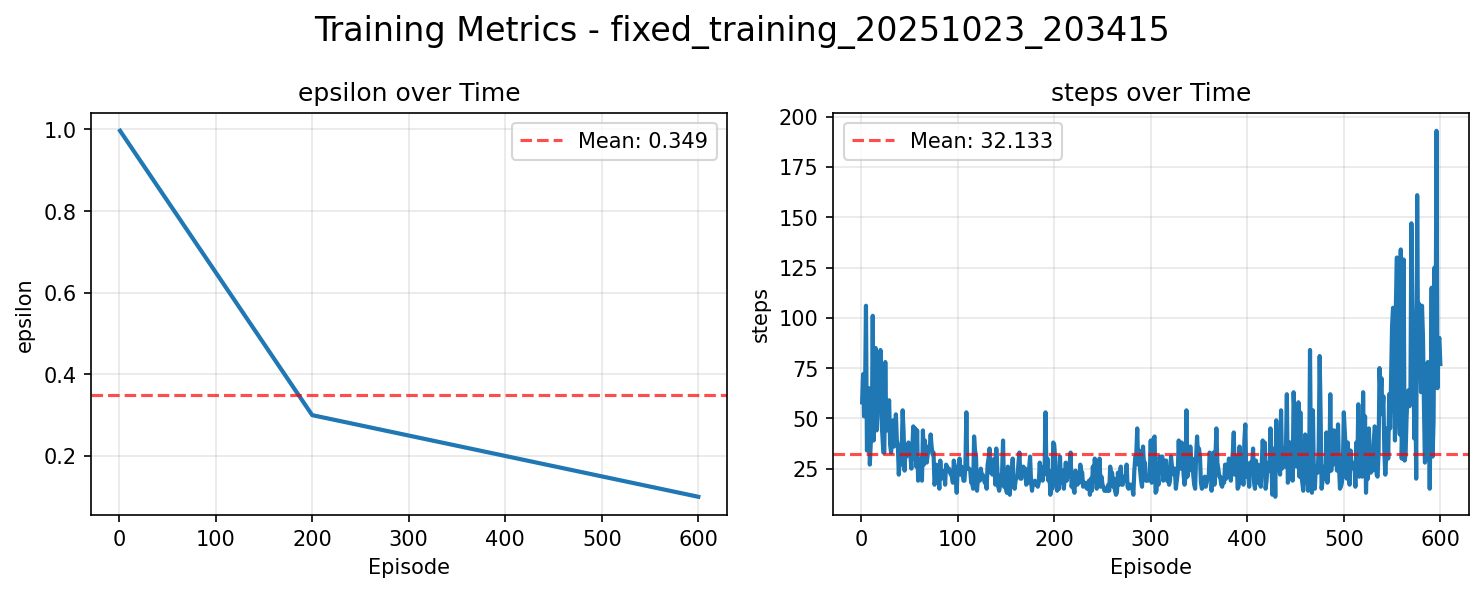 Training Metrics - fixed_training_20251023_203415
epsilon over Time
Mean: 0.349
1.0
0.8
0.6
0.4
0.2
epsilon
0 100 200 300 400 500 600
Episode
steps over Time
Mean: 32.133
200
175
150
125
100
75
50
25
steps
0 100 200 300 400 500 600
Episode